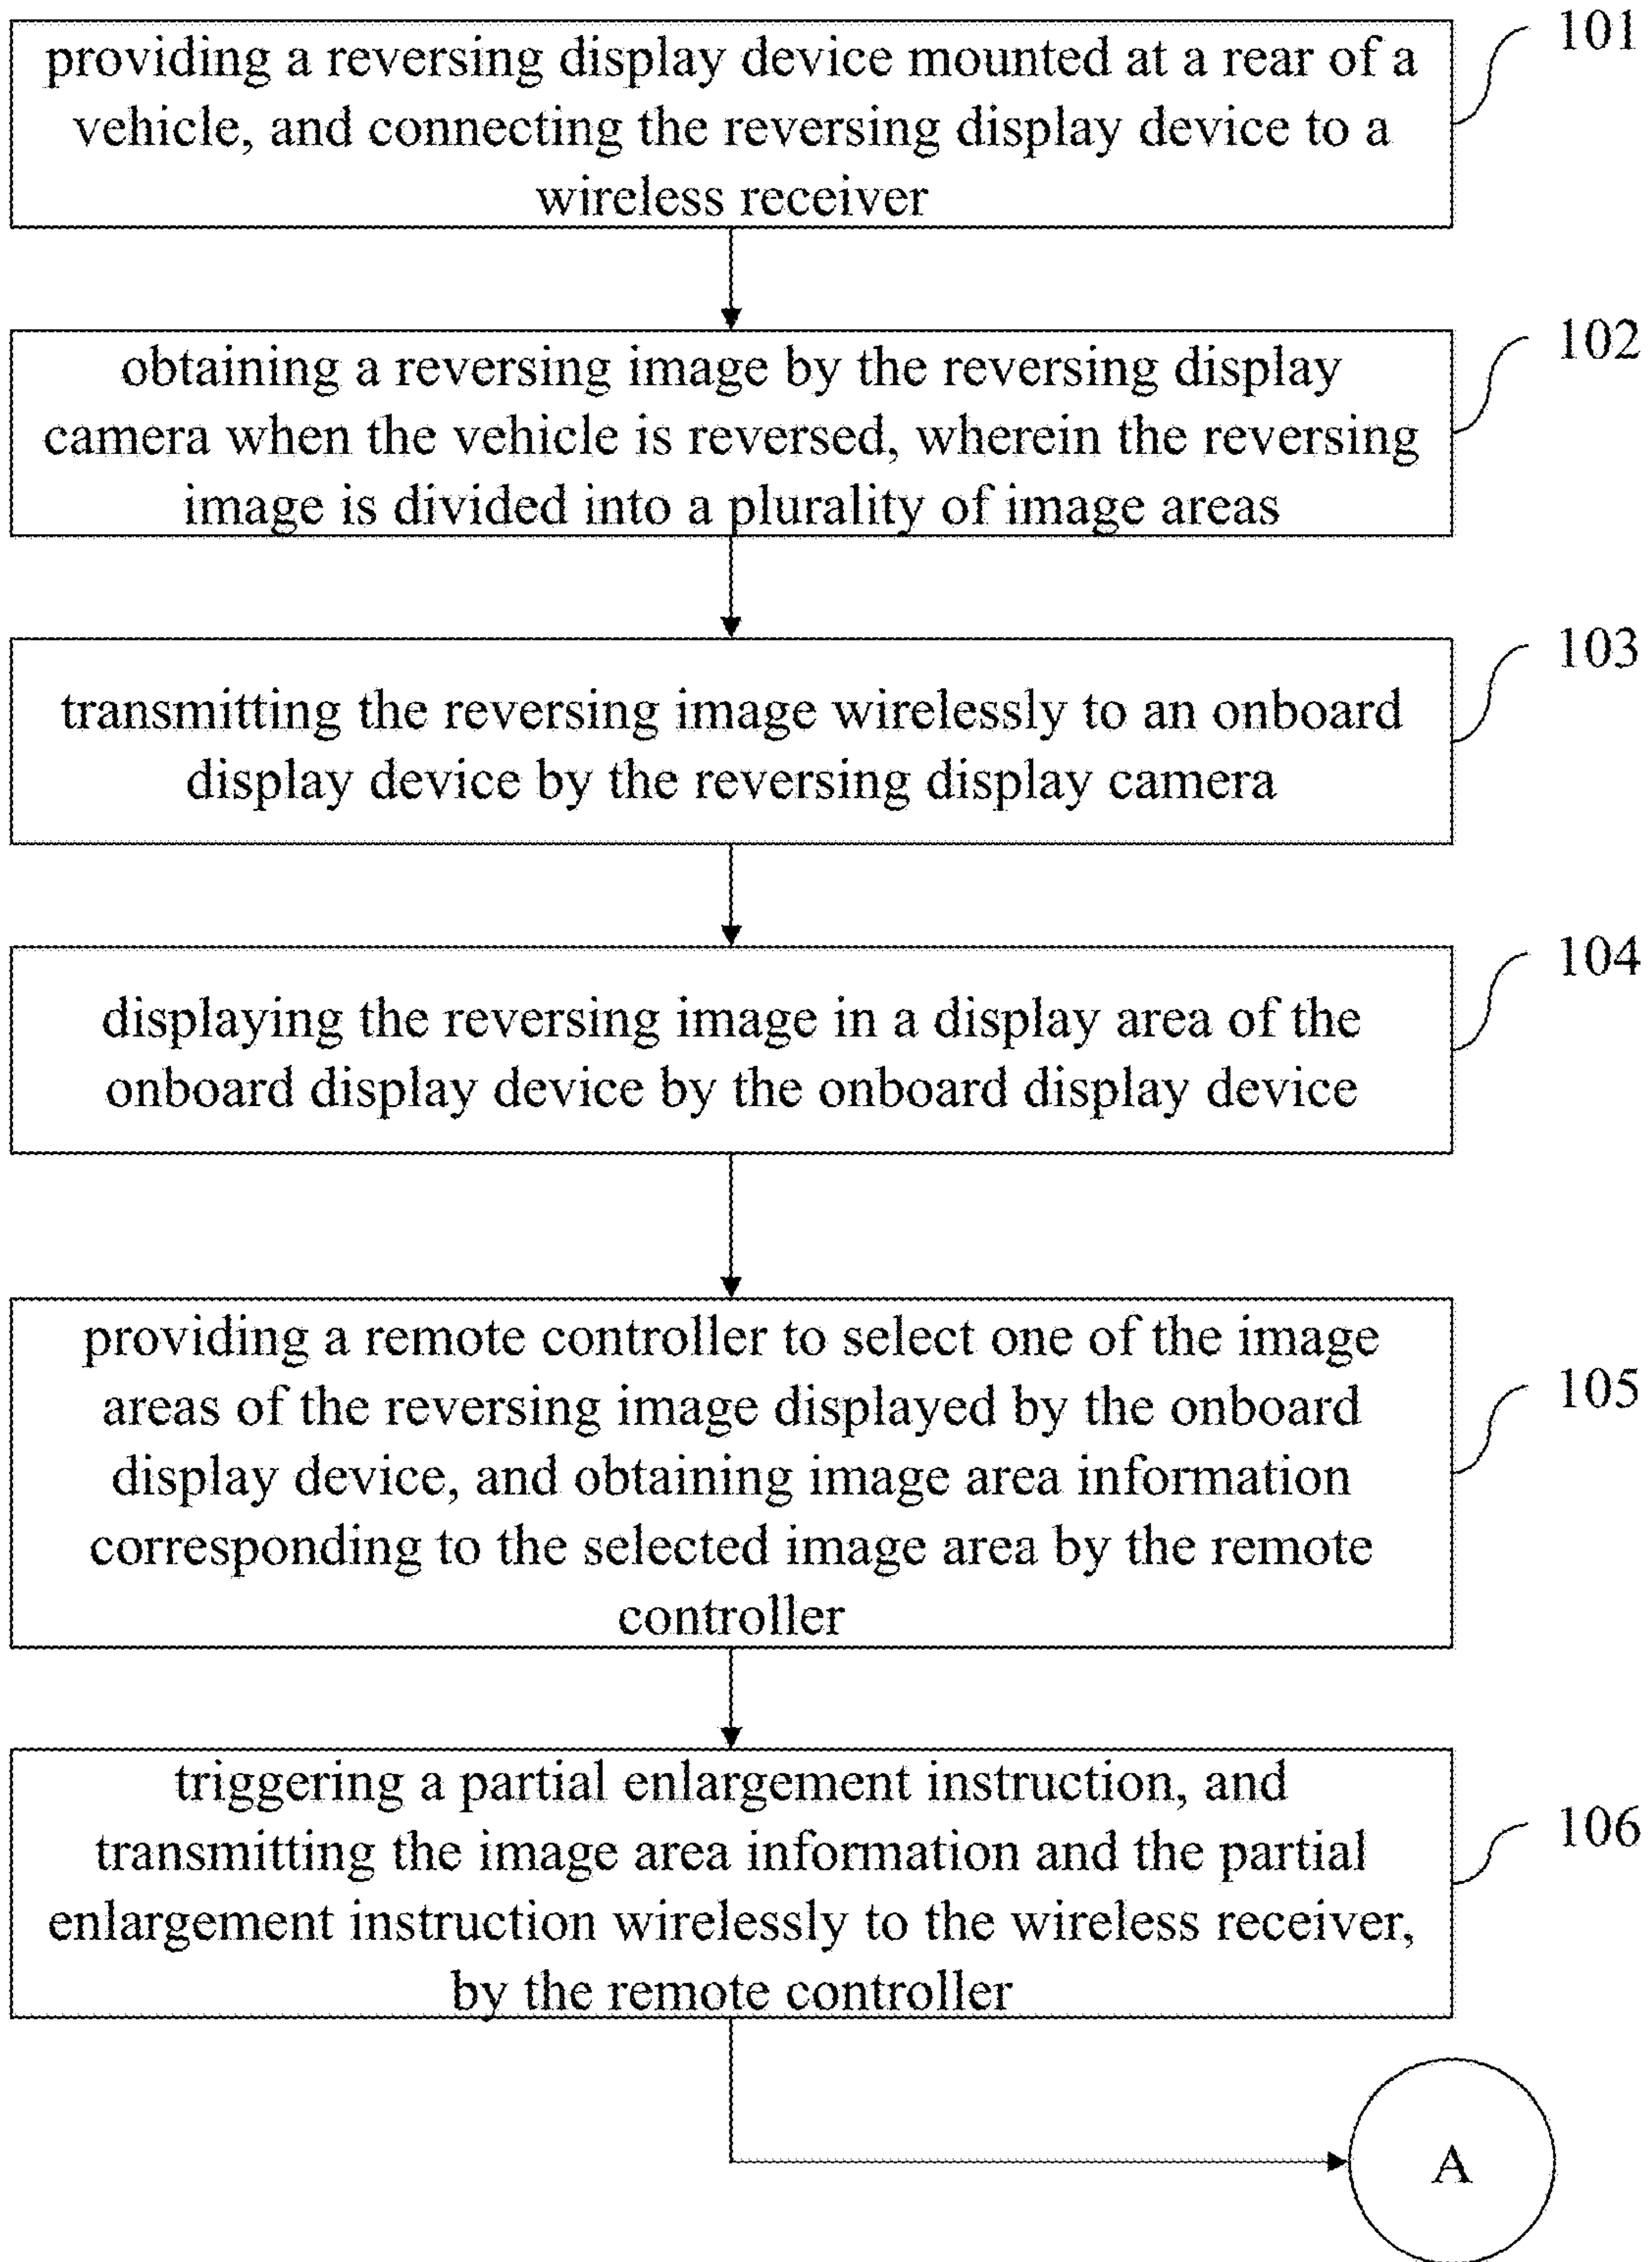 101
providing a reversing display device mounted at a rear of a
vehicle, and connecting the reversing display device to a
wireless receiver
102
obtaining a reversing image by the reversing display
camera when the vehicle is reversed, wherein the reversing
image is divided into a plurality of image areas
103
transmitting the reversing image wirelessly to an onboard
display device by the reversing display camera
104
displaying the reversing image in a display area of the
onboard display device by the onboard display device
105
providing a remote controller to select one of the image
areas of the reversing image displayed by the onboard
display device, and obtaining image area information
corresponding to the selected image area by the remote
controller
106
triggering a partial enlargement instruction, and
transmitting the image area information and the partial
enlargement instruction wirelessly to the wireless receiver,
by the remote controller
A